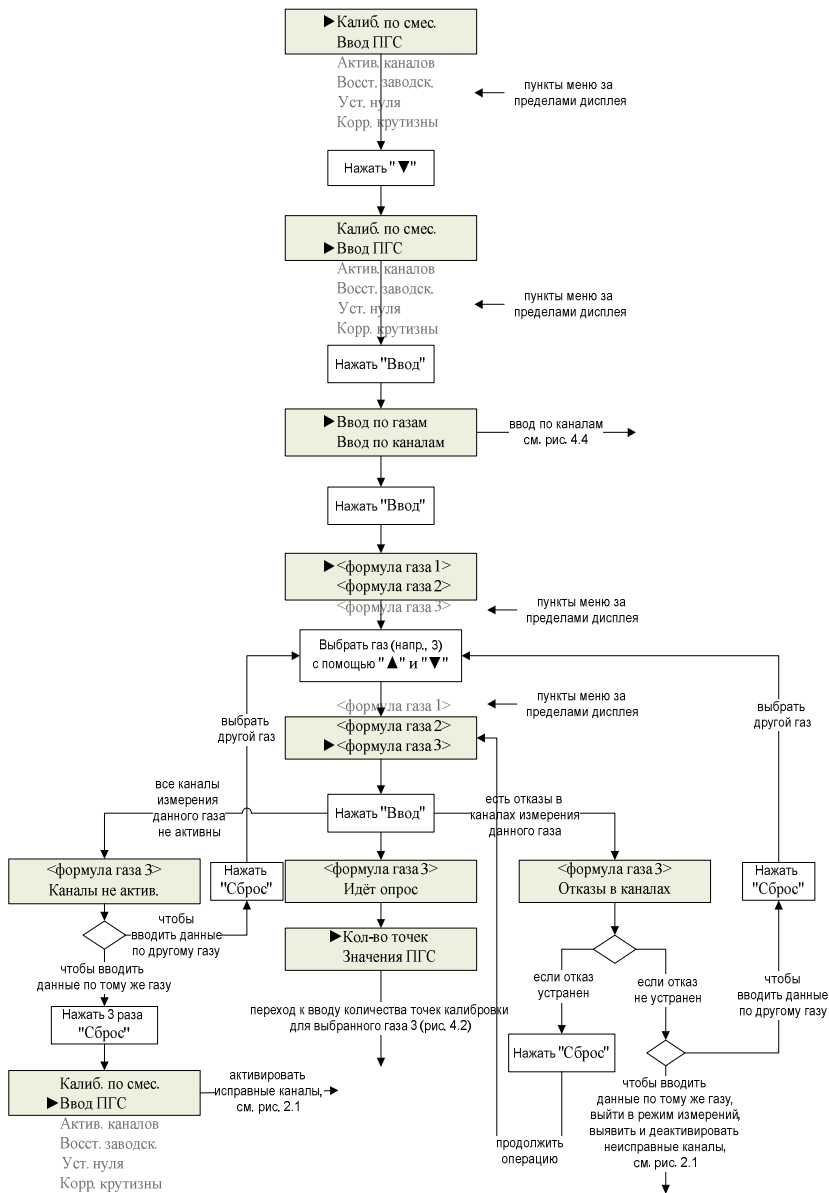 ▶Калиб. по смес.
Ввод ПГС
Актив. каналов
Восст. заводск.
Уст. нуля
Корр. крутизны
пункты меню за
пределами дисплея
Нажать "▼"
Калиб. по смес.
▶Ввод ПГС
Актив. каналов
Восст. заводск.
Уст. нуля
Корр. крутизны
пункты меню за
пределами дисплея
Нажать "Ввод"
▶Ввод по газам
Ввод по каналам
ввод по каналам
см. рис. 4.4
Нажать "Ввод"
▶<формула газа 1>
<формула газа 2>
<формула газа 3>
пункты меню за
пределами дисплея
Выбрать газ (напр., 3)
с помощью "▲" и "▼"
<формула газа 1>
<формула газа 2>
▶<формула газа 3>
пункты меню за
пределами дисплея
выбрать
другой газ
выбрать
другой газ
все каналы
измерения
данного газа
не активны
Нажать "Ввод"
есть отказы в
каналах измерения
данного газа
<формула газа 3>
Каналы не актив.
Нажать
"Сброс"
<формула газа 3>
Идёт опрос
<формула газа 3>
Отказы в каналах
Нажать
"Сброс"
чтобы
вводить данные
по другому газу
▶Кол-во точек
Значения ПГС
чтобы вводить
данные по тому же газу
если отказ
устранен
если отказ
не устранен
чтобы
вводить данные
по другому газу
Нажать 3 раза
"Сброс"
переход к вводу количества точек калибровки
для выбранного газа 3 (рис. 4.2)
Нажать "Сброс"
Калиб. по смес.
▶Ввод ПГС
Актив. каналов
Восст. заводск.
Уст. нуля
Корр. крутизны
активировать
исправные каналы,
см. рис. 2.1
продолжить
операцию
чтобы вводить
данные по тому же газу,
выйти в режим измерений,
выявить и деактивировать
неисправные каналы,
см. рис. 2.1